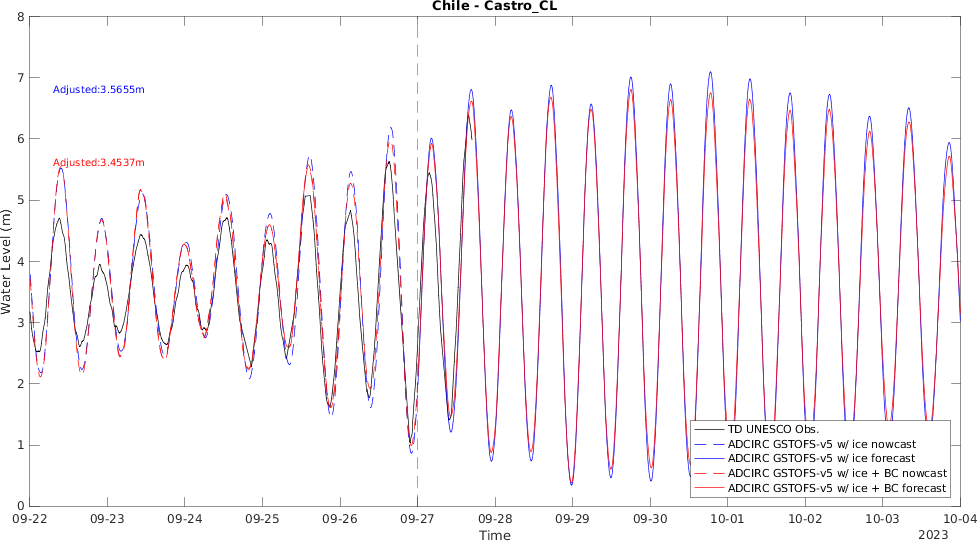 Chile - Castro_CL
8
7
6
5
4
3
2
1
0
Water Level (m)
Adjusted:3.5655m
Adjusted:3.4537m
TD UNESCO Obs.
ADCIRC GSTOFS-v5 w/ ice nowcast
ADCIRC GSTOFS-v5 w/ ice forecast
ADCIRC GSTOFS-v5 w/ ice + BC nowcast
ADCIRC GSTOFS-v5 w/ ice + BC forecast
09-22 09-23 09-24 09-25 09-26 09-27 09-28 09-29 09-30 10-01 10-02 10-03 10-04
Time
2023